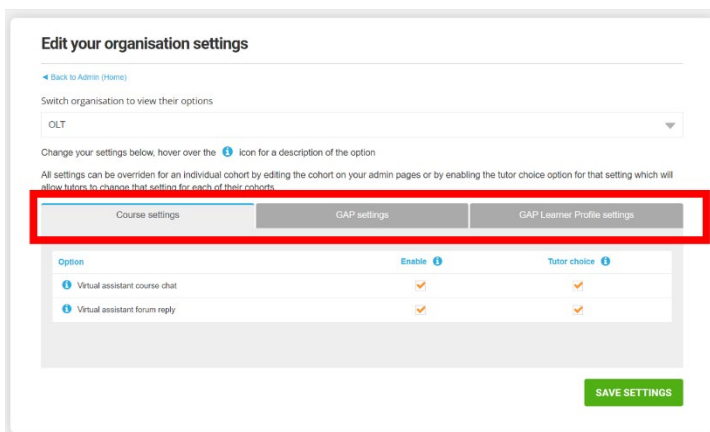 Edit your organisation settings
◄ Back to Admin (Home)
Switch organisation to view their options
OLT
Change your settings below, hover over the icon for a description of the option
All settings can be overriden for an individual cohort by editing the cohort on your admin pages or by enabling the tutor choice option for that setting which will
allow tutors to change that setting for each of their cohorts
Course settings GAP settings GAP Learner Profile settings
Option Enable Tutor choice
Virtual assistant course chat
Virtual assistant forum reply
SAVE SETTINGS